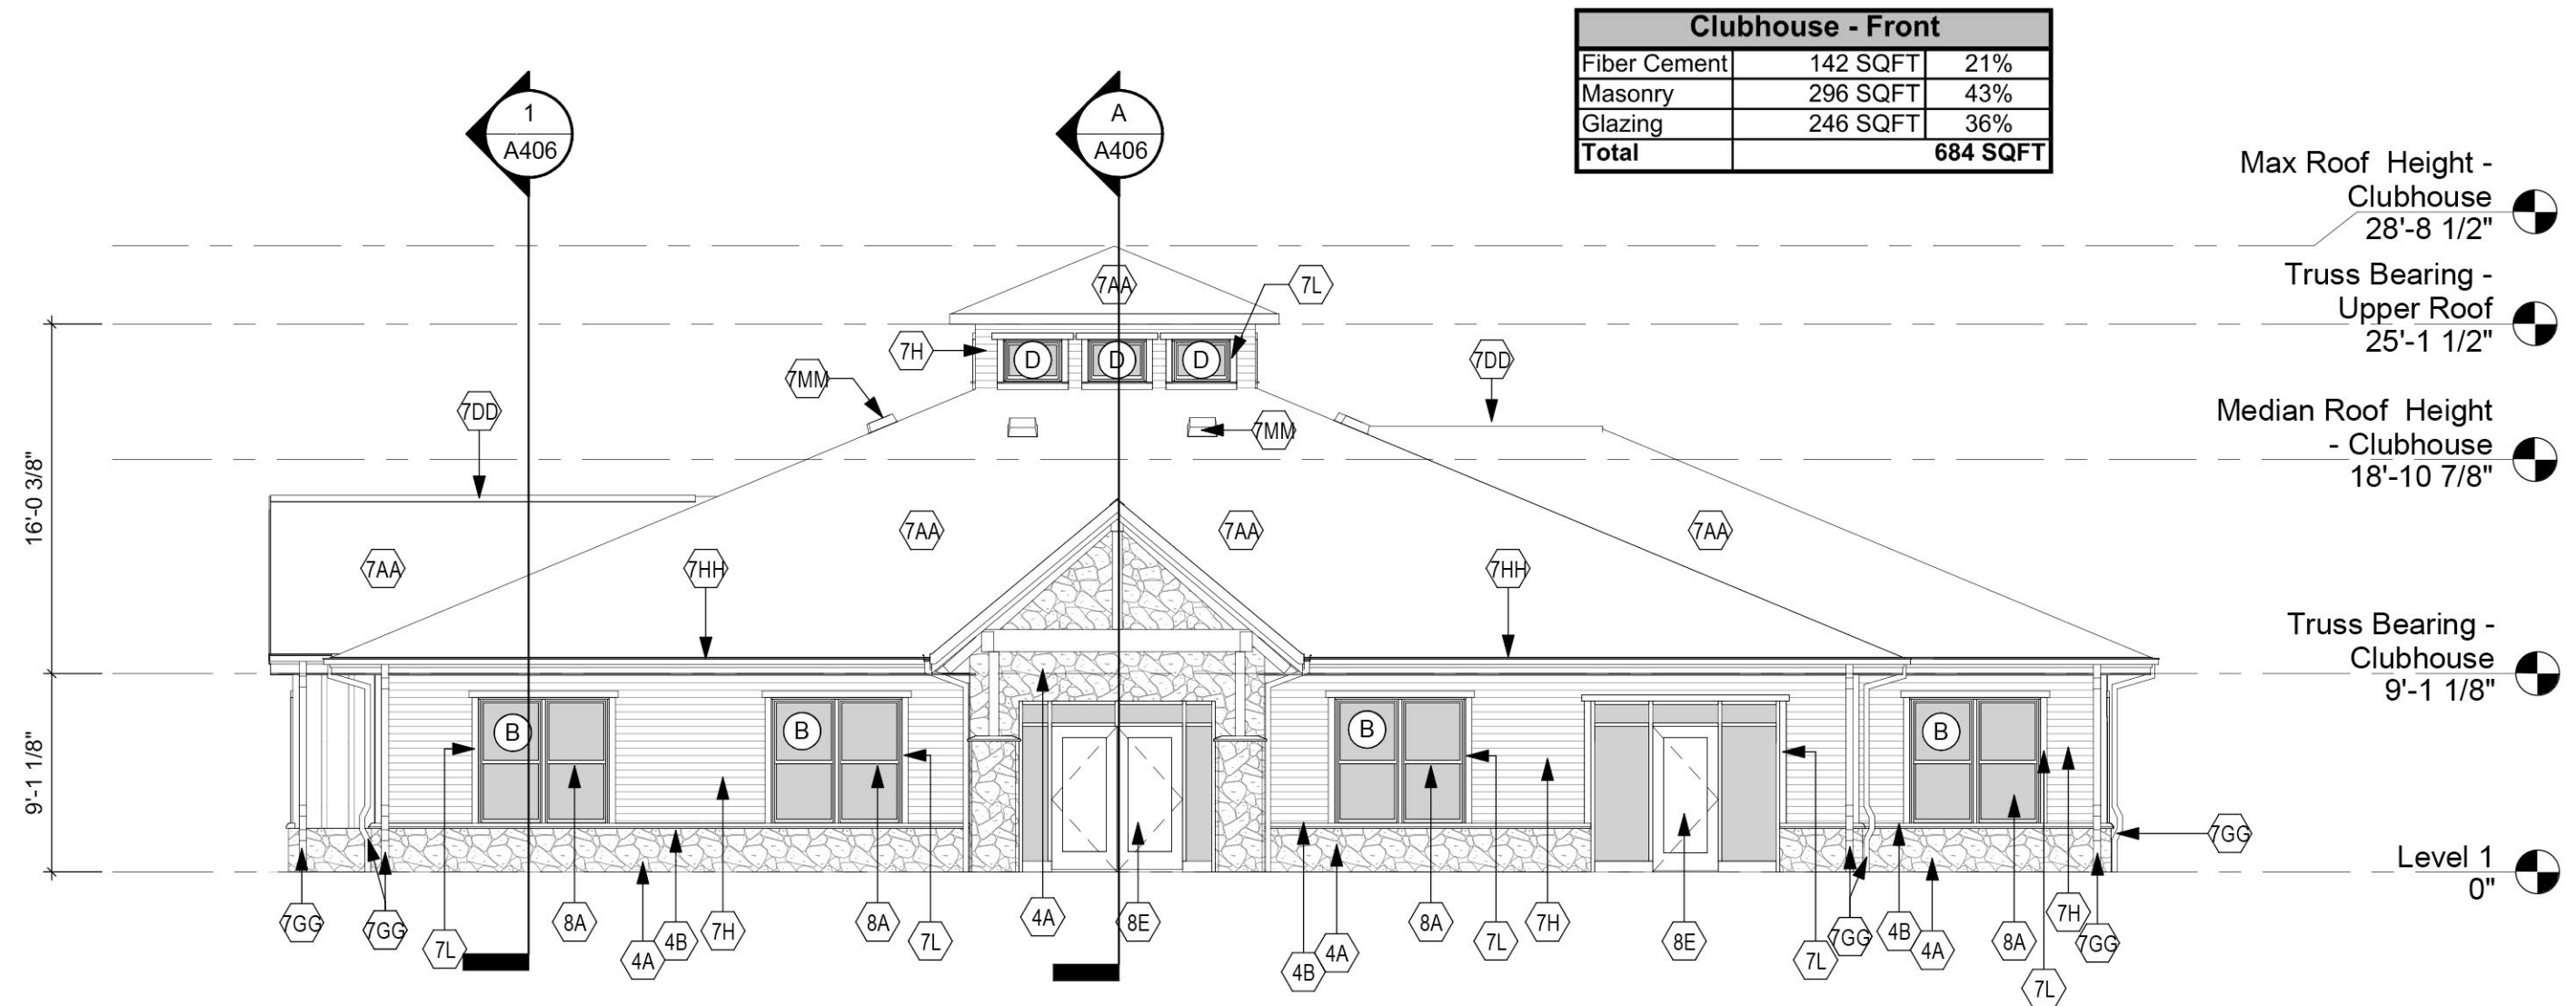 Clubhouse - Front
Fiber Cement 142 SQFT 21%
Masonry 296 SQFT 43%
Glazing 246 SQFT 36%
Total 684 SQFT
1
A406
A
A406
Max Roof Height -
Clubhouse
28'-8 1/2"
Truss Bearing -
Upper Roof
25'-1 1/2"
Median Roof Height
- Clubhouse
18'-10 7/8"
Truss Bearing -
Clubhouse
9'-1 1/8"
Level 1
0"
16'-0 3/8"
9'-1 1/8"
7AA
7L
7H
D
D
D
7MM
7DD
7DD
7MM
7AA
7AA
7AA
7AA
7HH
7HH
B
B
B
B
7GG
7GG
7GG
7L
8A
4A
4B
7H
8A
7L
4A
8E
4B
4A
8A
7L
7H
8E
7L
7GG
4B
4A
8A
7L
7H
7GG